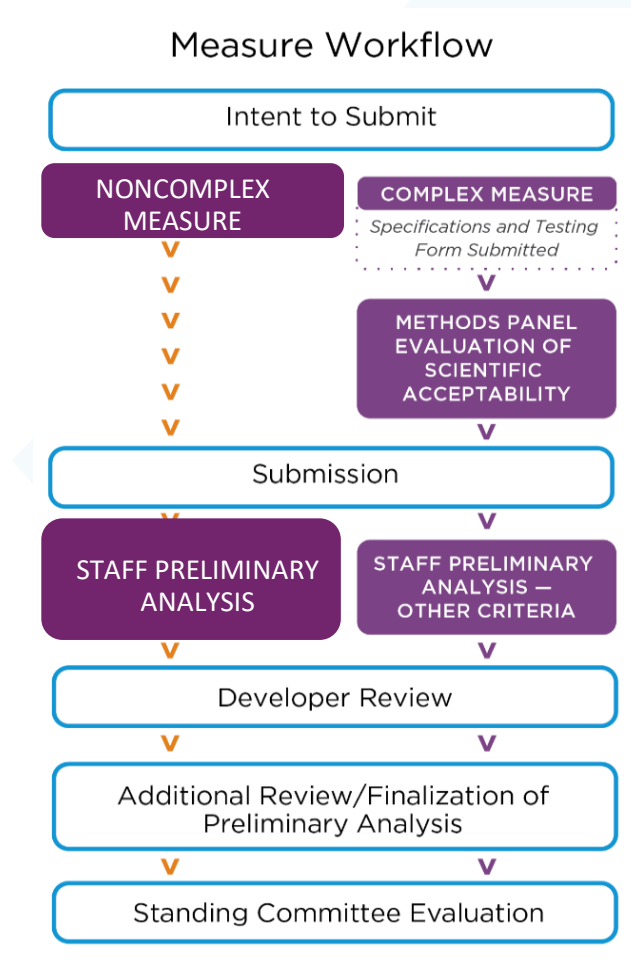 Measure Workflow
Intent to Submit
NONCOMPLEX
MEASURE
COMPLEX MEASURE
Specifications and Testing
Form Submitted
METHODS PANEL
EVALUATION OF
SCIENTIFIC
ACCEPTABILITY
Submission
STAFF PRELIMINARY
ANALYSIS
STAFF PRELIMINARY
ANALYSIS —
OTHER CRITERIA
Developer Review
Additional Review/Finalization of
Preliminary Analysis
Standing Committee Evaluation